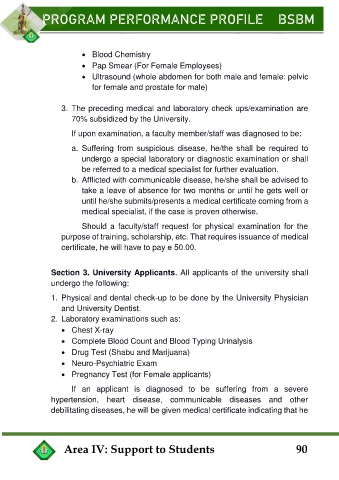 PROGRAM PERFORMANCE PROFILE BSBM
• Blood Chemistry
• Pap Smear (For Female Employees)
• Ultrasound (whole abdomen for both male and female: pelvic
for female and prostate for male)
3. The preceding medical and laboratory check ups/examination are
70% subsidized by the University.
If upon examination, a faculty member/staff was diagnosed to be:
a. Suffering from suspicious disease, he/the shall be required to
undergo a special laboratory or diagnostic examination or shall
be referred to a medical specialist for further evaluation.
b. Afflicted with communicable disease, he/she shall be advised to
take a leave of absence for two months or until he gets well or
until he/she submits/presents a medical certificate coming from a
medical specialist, if the case is proven otherwise.
Should a faculty/staff request for physical examination for the
purpose of training, scholarship, etc. That requires issuance of medical
certificate, he will have to pay e 50.00.
Section 3. University Applicants. All applicants of the university shall
undergo the following:
1. Physical and dental check-up to be done by the University Physician
and University Dentist.
2. Laboratory examinations such as:
• Chest X-ray
• Complete Blood Count and Blood Typing Urinalysis
• Drug Test (Shabu and Marijuana)
• Neuro-Psychiatric Exam
• Pregnancy Test (for Female applicants)
If an applicant is diagnosed to be suffering from a severe
hypertension, heart disease, communicable diseases and other
debilitating diseases, he will be given medical certificate indicating that he
Area IV: Support to Students 90